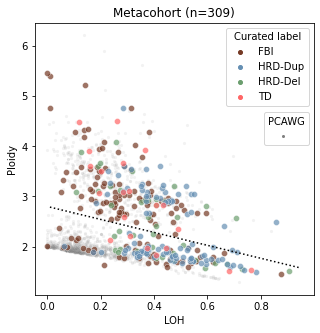 Metacohort (n=309)
Curated label
FBI
HRD-Dup
HRD-Del
TD
PCAWG
Ploidy
6
5
4
3
2
0.0
0.2
0.4
0.6
0.8
LOH